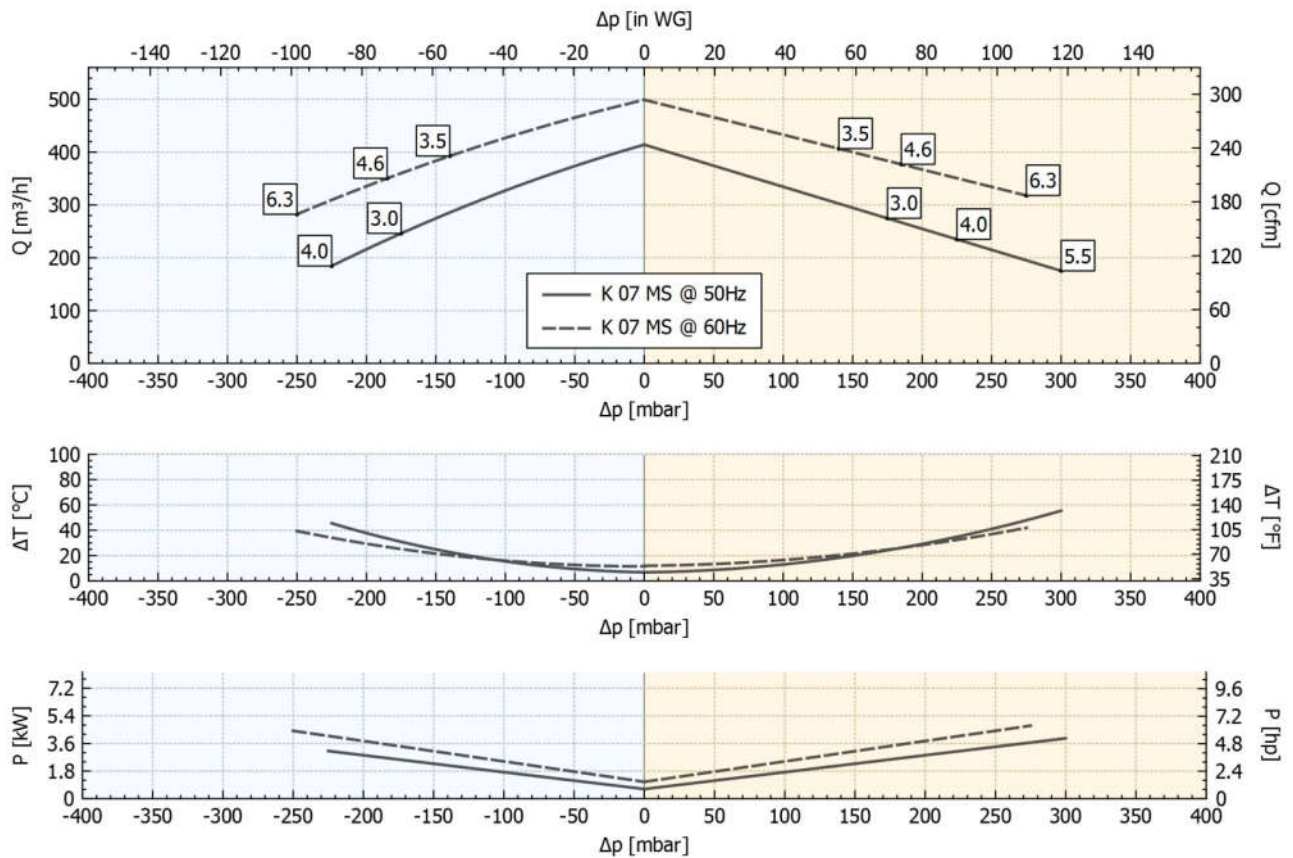 Δp [in WG]
-140 -120 -100 -80 -60 -40 -20 0 20 40 60 80 100 120 140
Q [m³/h]
500
400
300
200
100
0
6.3 4.6 3.5 3.5 4.6 6.3
4.0 3.0 3.0 4.0 5.5
K 07 MS @ 50Hz
K 07 MS @ 60Hz
300
240
180
120
60
0
Q [cfm]
-400 -350 -300 -250 -200 -150 -100 -50 0 50 100 150 200 250 300 350 400
Δp [mbar]
ΔT [°C]
100
80
60
40
20
0
210
175
140
105
70
35
ΔT [°F]
-400 -350 -300 -250 -200 -150 -100 -50 0 50 100 150 200 250 300 350 400
Δp [mbar]
P [kW]
7.2
5.4
3.6
1.8
0
9.6
7.2
4.8
2.4
0
P [hp]
-400 -350 -300 -250 -200 -150 -100 -50 0 50 100 150 200 250 300 350 400
Δp [mbar]